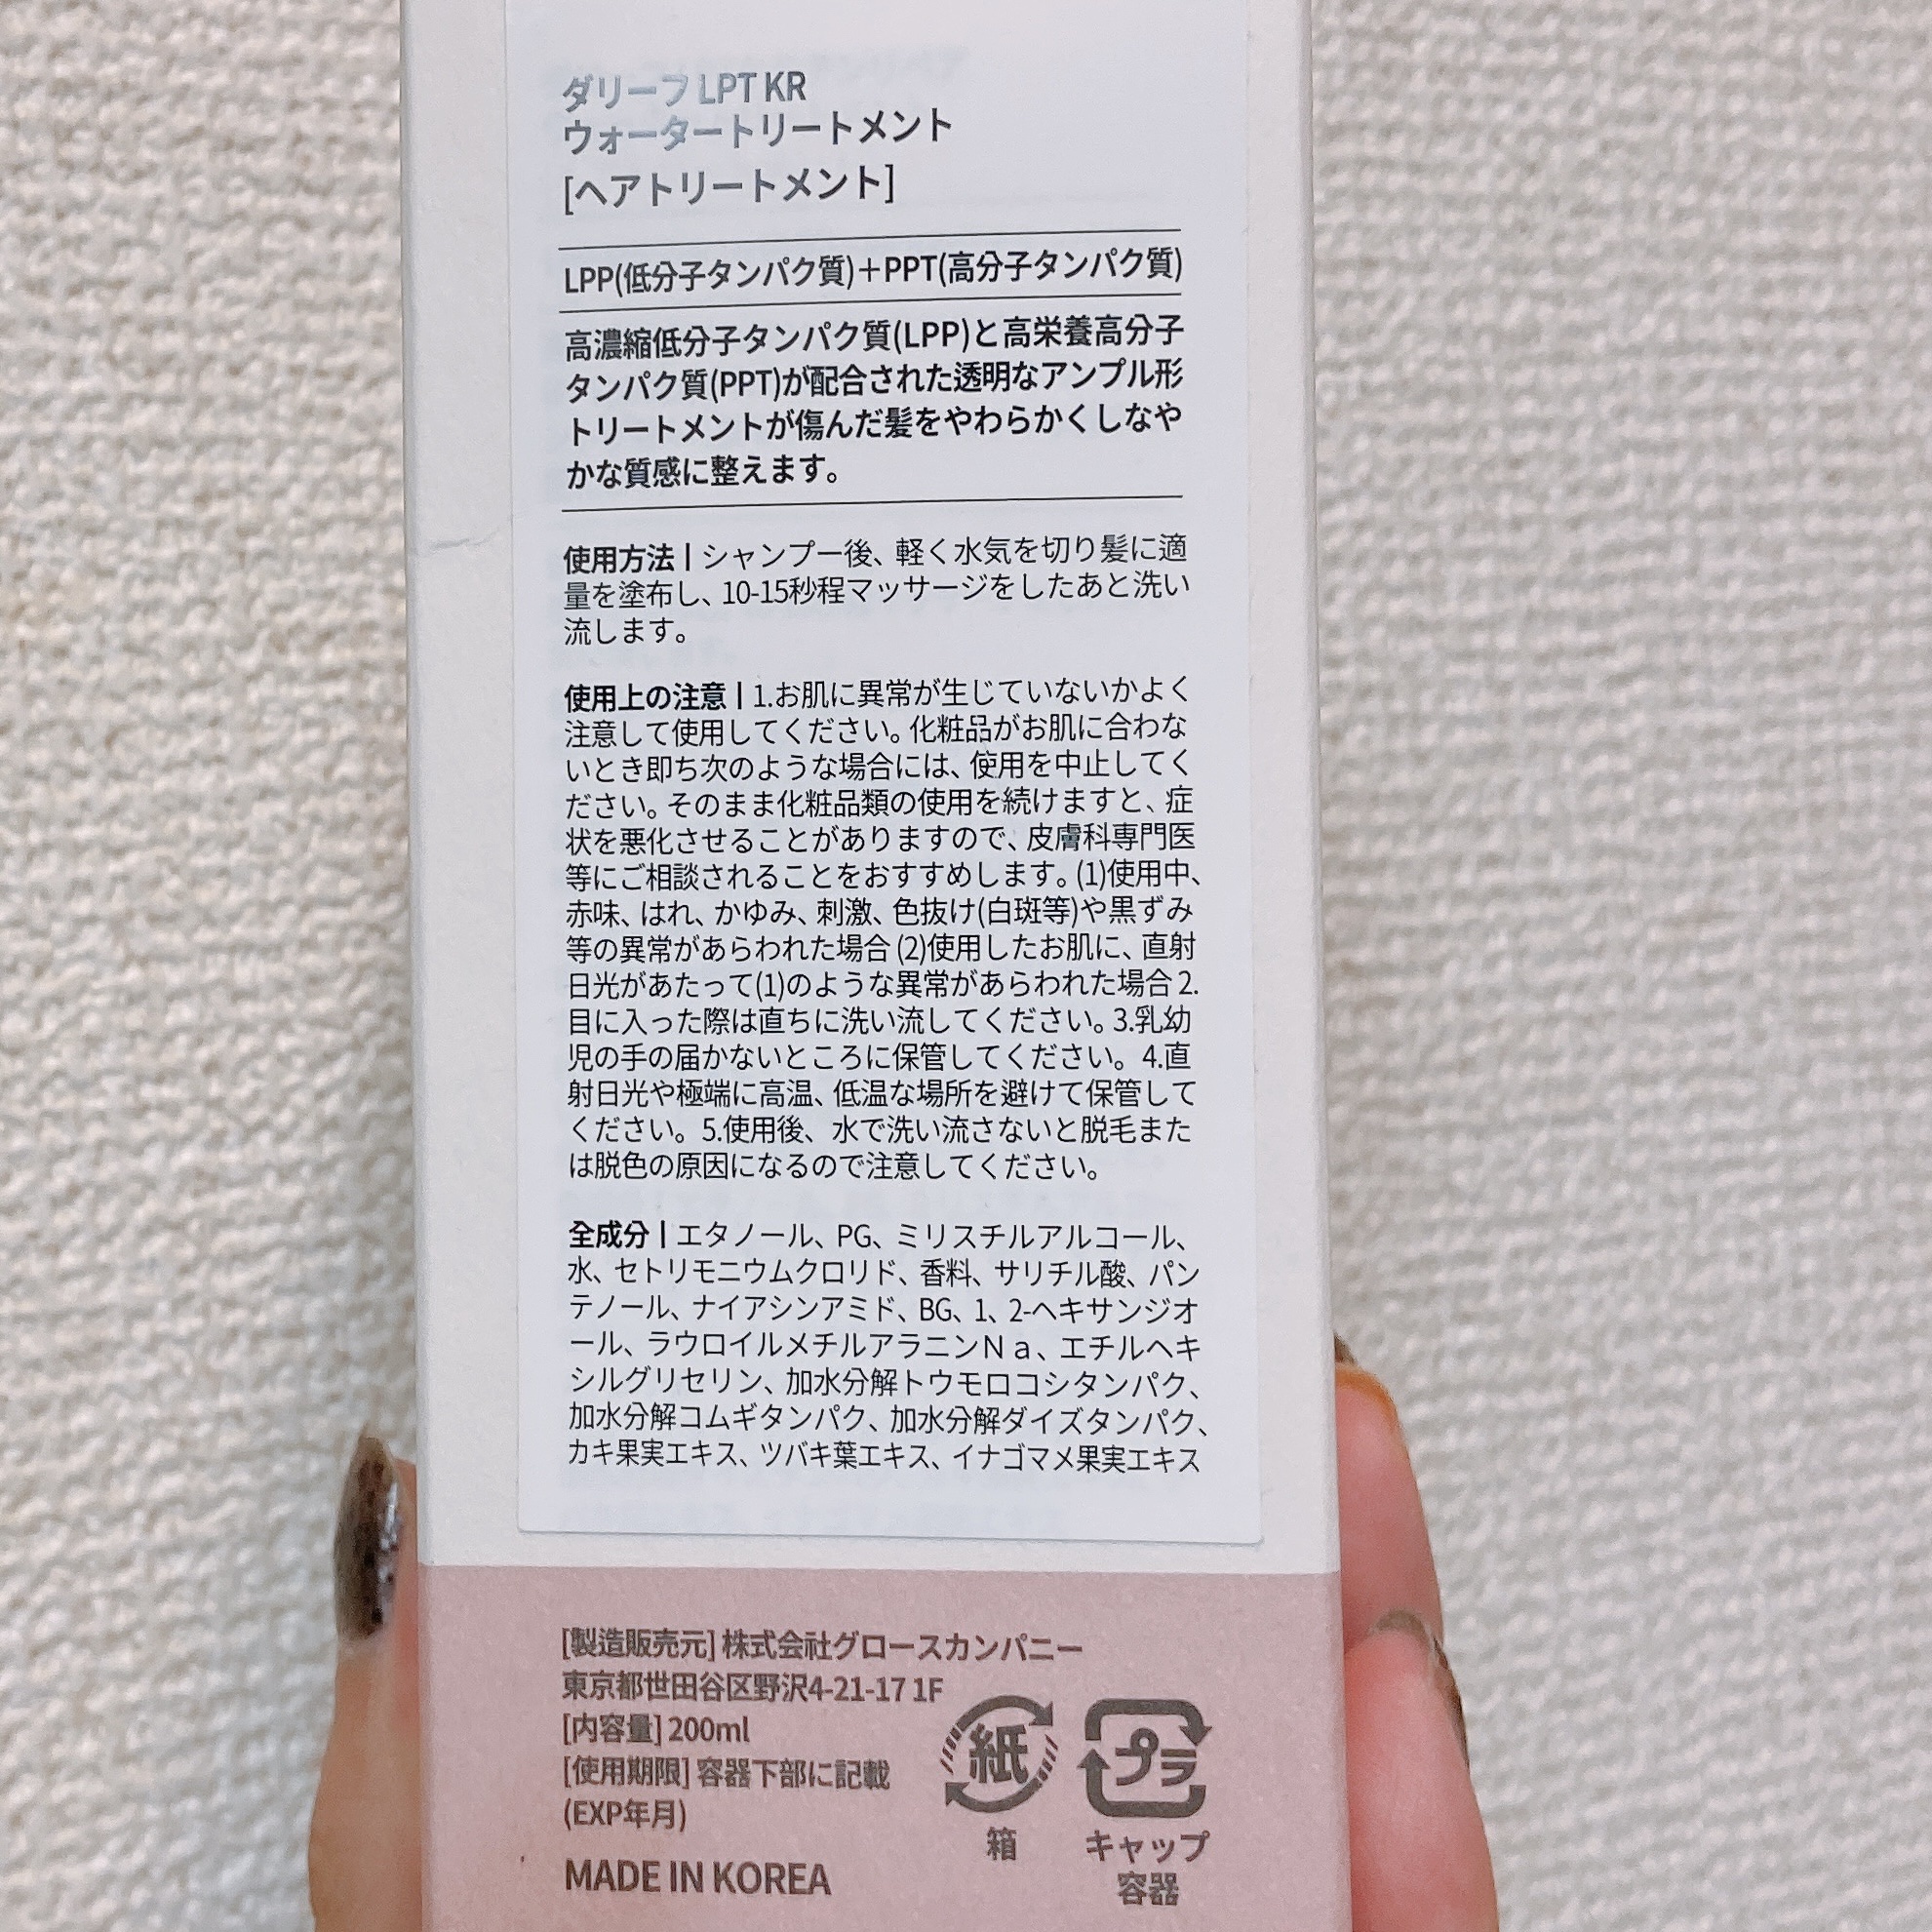 ダリーフ LPT KR
ウォータートリートメント
[ヘアトリートメント]
LPP(低分子タンパク質)+PPT(高分子タンパク質)
高濃縮低分子タンパク質(LPP)と高栄養高分子
タンパク質(PPT)が配合された透明なアンプル形
トリートメントが傷んだ髪をやわらかくしなや
かな質感に整えます。
使用方法 | シャンプー後、軽く水気を切り髪に適
量を塗布し、10-15秒程マッサージをしたあと洗い
流します。
使用上の注意 | 1.お肌に異常が生じていないかよく
注意して使用してください。化粧品がお肌に合わな
いとき即ち次のような場合には、使用を中止してく
ださい。そのまま化粧品類の使用を続けますと、症
状を悪化させることがありますので、皮膚科専門医
等にご相談されることをおすすめします。(1)使用中、
赤味、はれ、かゆみ、刺激、色抜け(白斑等)や黒ずみ
等の異常があらわれた場合 (2)使用したお肌に、直射
日光があたって(1)のような異常があらわれた場合 2.
目に入った際は直ちに洗い流してください。3.乳幼
児の手の届かないところに保管してください。 4.直
射日光や極端に高温、低温な場所を避けて保管して
ください。 5.使用後、水で洗い流さないと脱毛また
は脱色の原因になるので注意してください。
全成分 | エタノール、PG、ミリスチルアルコール、
水、セトリモニウムクロリド、香料、サリチル酸、パン
テノール、ナイアシンアミド、BG、1、2-ヘキサンジオ
ール、ラウロイルメチルアラニンNa、エチルヘキ
シルグリセリン、加水分解トウモロコシタンパク、
加水分解コムギタンパク、加水分解ダイズタンパク、
カキ果実エキス、ツバキ葉エキス、イナゴマメ果実エキス
[製造販売元] 株式会社グロースカンパニー
東京都世田谷区野沢4-21-17 1F
[内容量] 200ml
[使用期限] 容器下部に記載
(EXP年月)
MADE IN KOREA
紙
箱
プラ
キャップ
容器